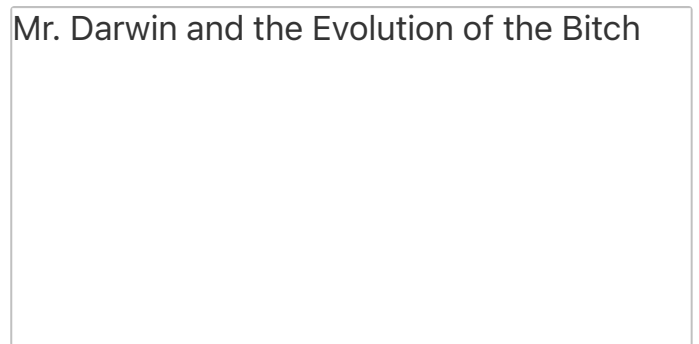 Mr. Darwin and the Evolution of the Bitch